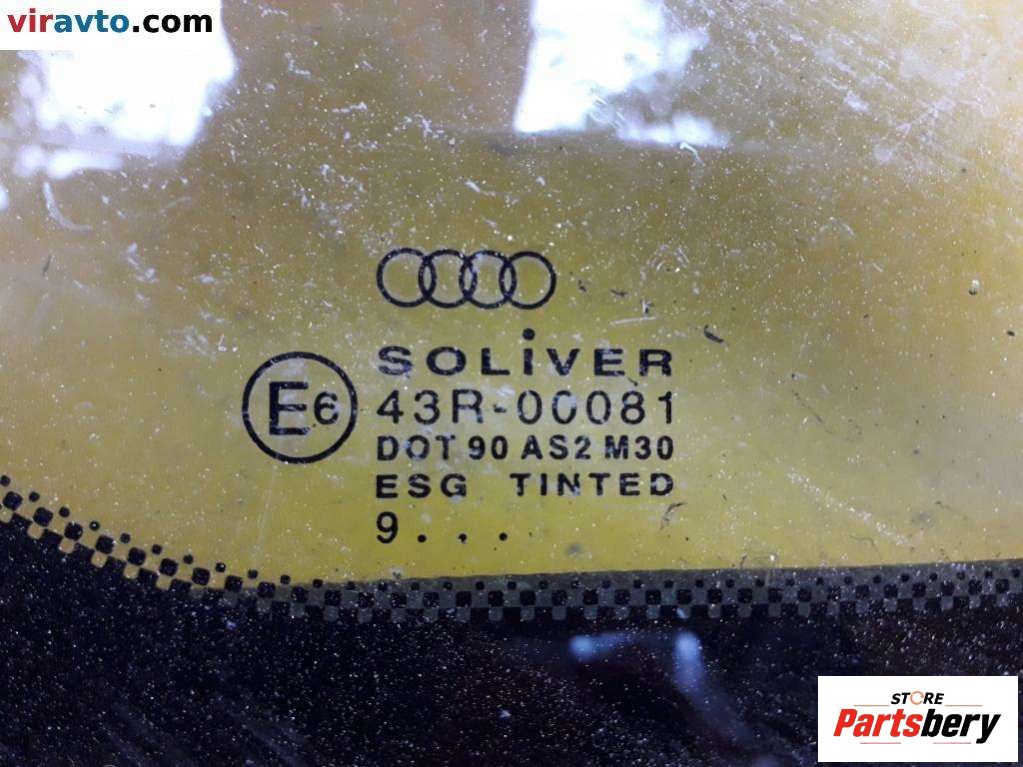 viravto.com
SOLiVER
E6 43R-00081
DOT 90 AS2 M30
ESG TINTED
9...
STORE
Partsbery